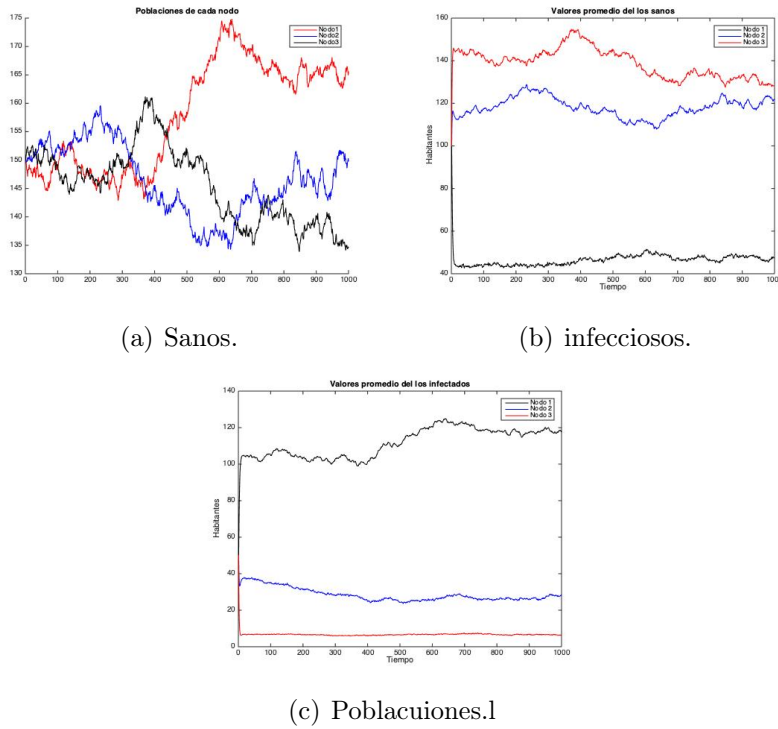 Poblaciones de cada nodo
175
170
165
160
155
150
145
140
135
130
0 100 200 300 400 500 600 700 800 900 1000
Nodo1
Nodo2
Nodo3
(a) Sanos.
Valores promedio del los sanos
160
140
120
100
80
60
40
Habitantes
0 100 200 300 400 500 600 700 800 900 1000
Tiempo
Nodo 1
Nodo 2
Nodo 3
(b) infecciosos.
Valores promedio del los infectados
140
120
100
80
60
40
20
0
Habitantes
0 100 200 300 400 500 600 700 800 900 1000
Tiempo
Nodo 1
Nodo 2
Nodo 3
(c) Poblacuiones.l